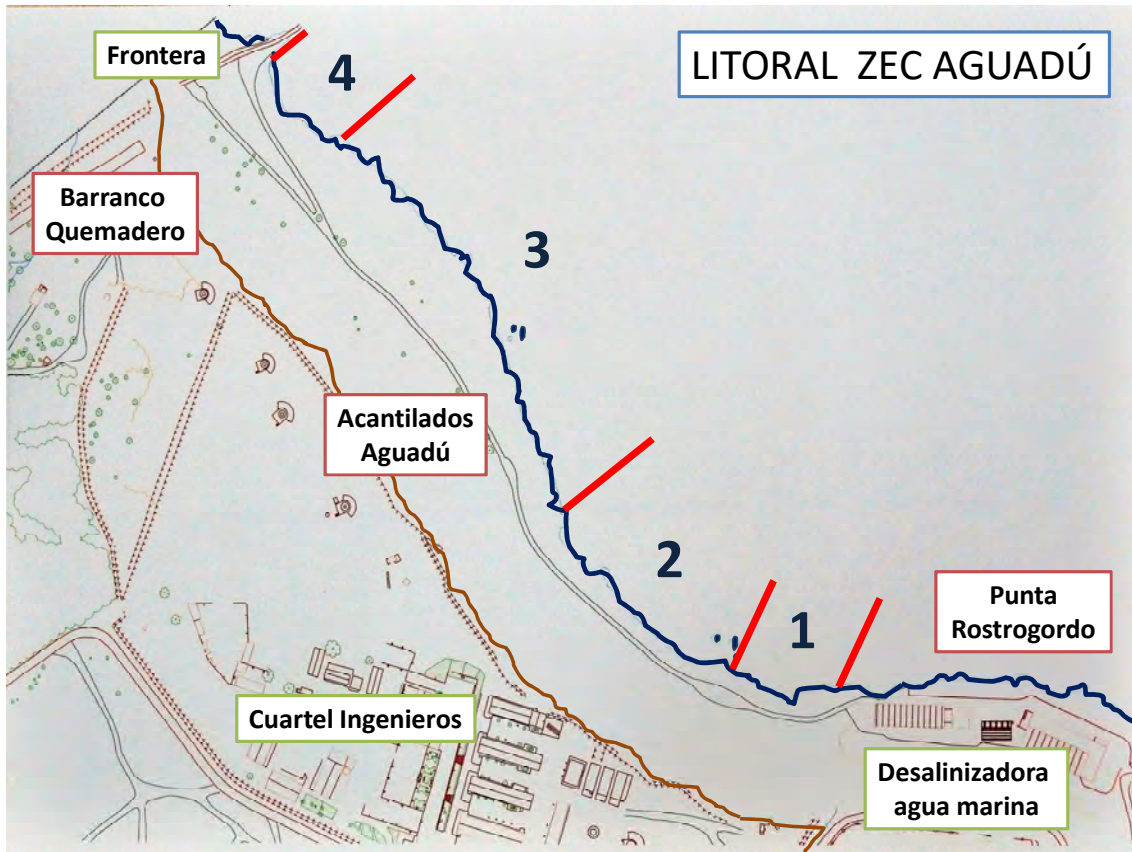 LITORAL ZEC AGUADÚ
Frontera
4
Barranco
Quemadero
3
Acantilados
Aguadú
2
1
Punta
Rostrogordo
Cuartel Ingenieros
Desalinizadora
agua marina